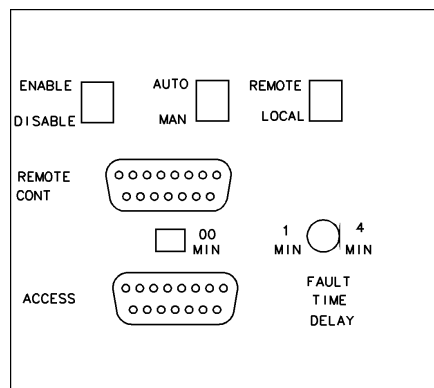 ENABLE
DISABLE
AUTO
MAN
REMOTE
LOCAL
REMOTE
CONT
00
MIN
1
MIN
4
MIN
ACCESS
FAULT
TIME
DELAY